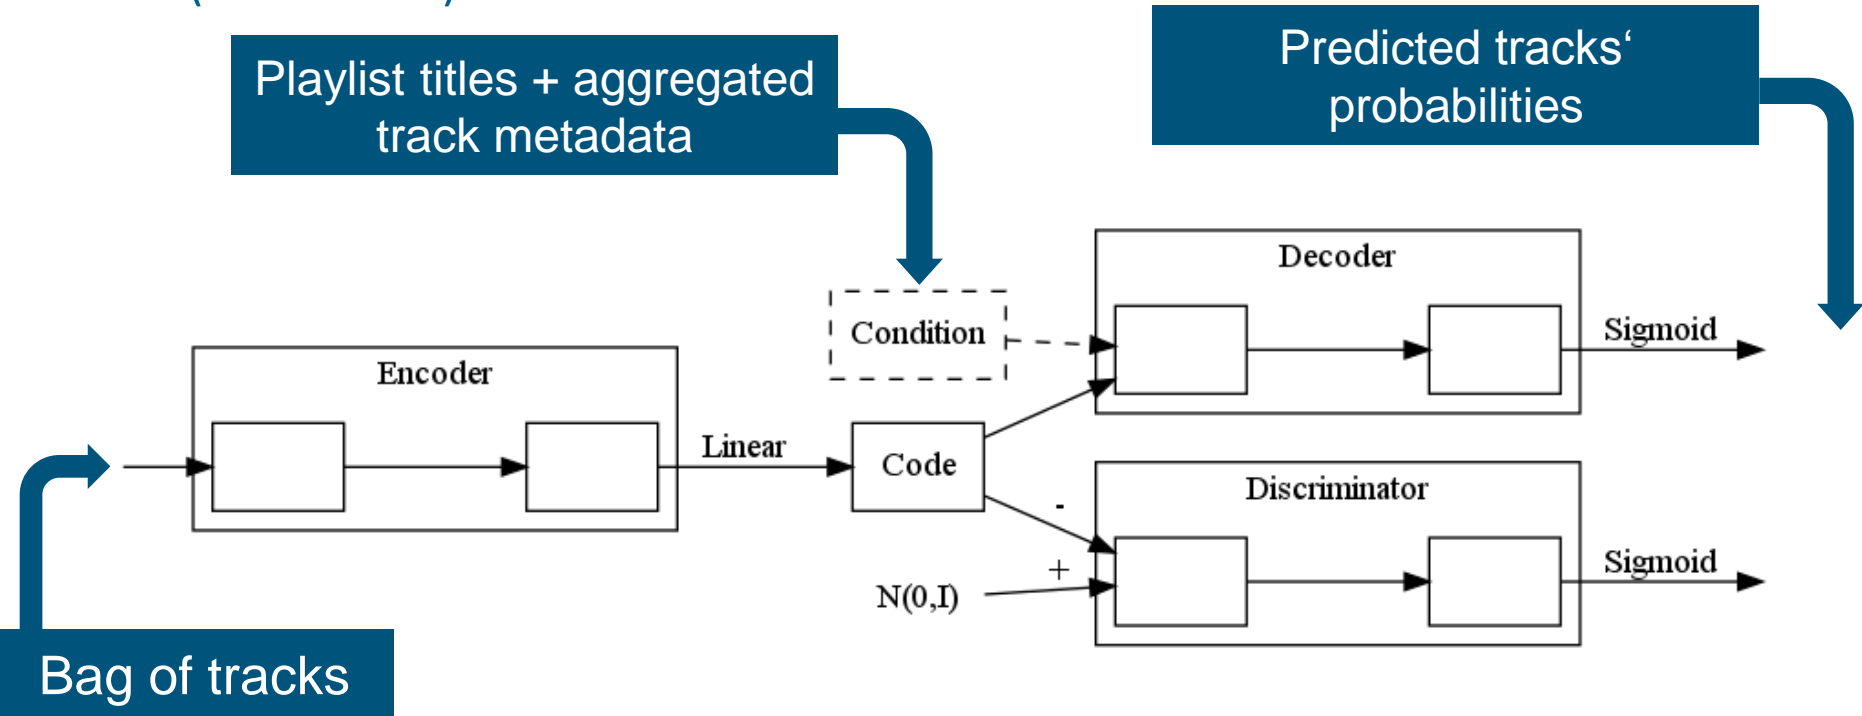 Playlist titles + aggregated
track metadata
Predicted tracks‘
probabilities
Decoder
Condition
Sigmoid
Encoder
Linear
Code
Discriminator
-
+
N(0,I)
Sigmoid
Bag of tracks